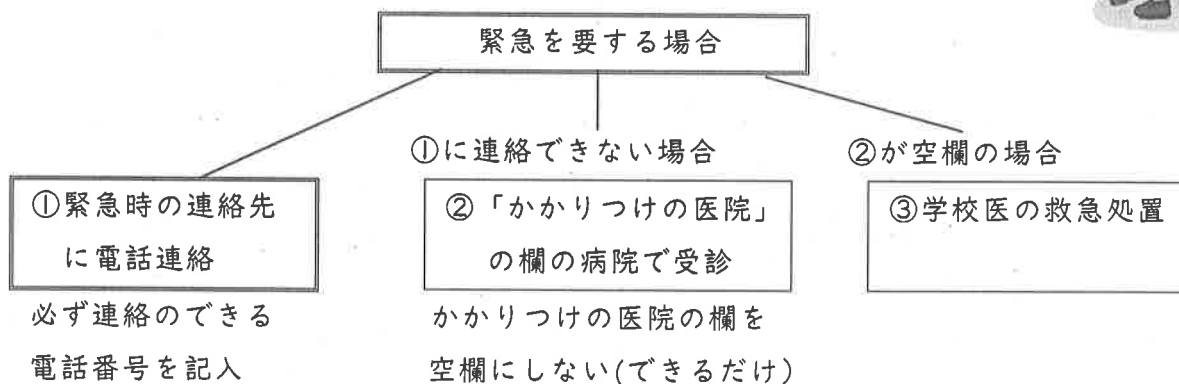 緊急を要する場合
①に連絡できない場合
②が空欄の場合
①緊急時の連絡先
に電話連絡
②「かかりつけの医院」
の欄の病院で受診
③学校医の救急処置
必ず連絡のできる
電話番号を記入
かかりつけの医院の欄を
空欄にしない(できるだけ)